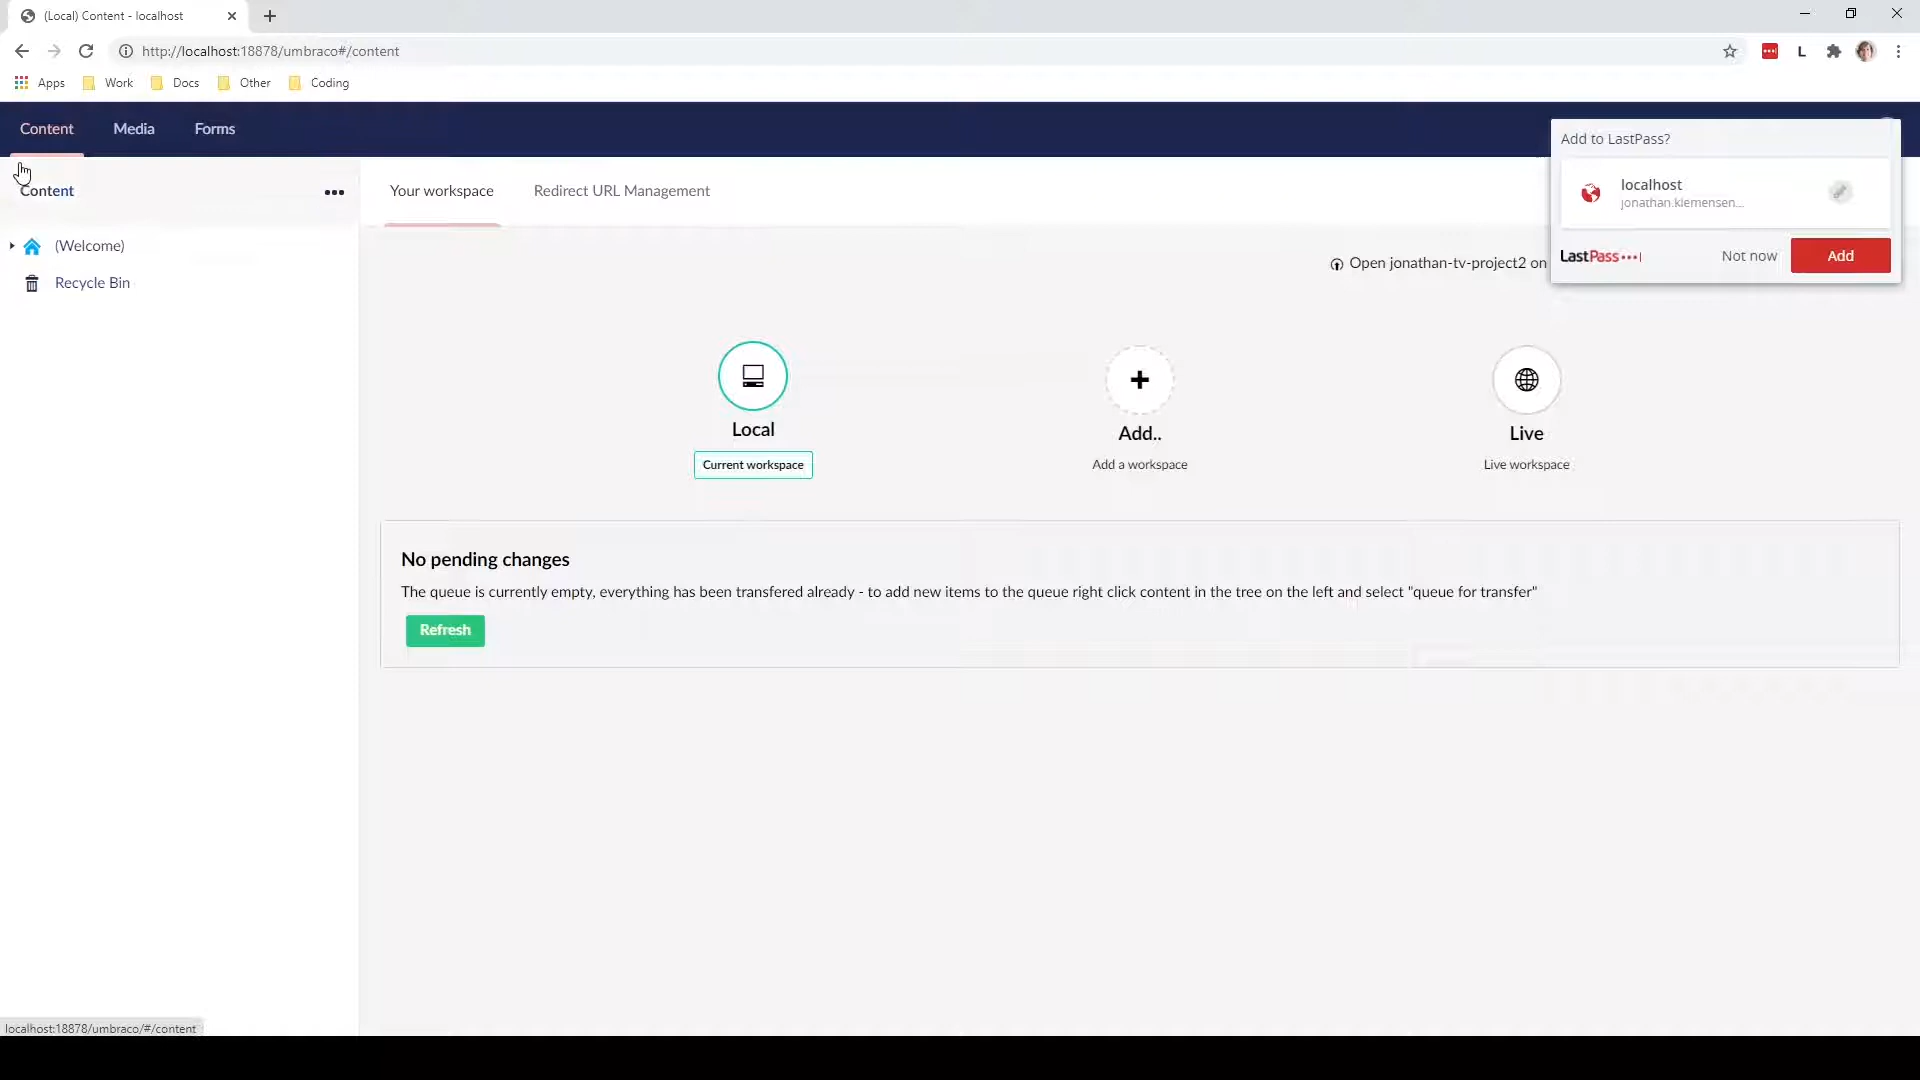 (Local) Content - localhost
http://localhost:18878/umbraco#/content
L
Apps
Work
Docs
Other
Coding
Content
Media
Forms
Add to LastPass?
localhost
jonathan.klemensen...
LastPass
Not now
Add
Content
Your workspace
Redirect URL Management
(Welcome)
Recycle Bin
Open jonathan-tv-project2 on
Local
Current workspace
Add..
Add a workspace
Live
Live workspace
No pending changes
The queue is currently empty, everything has been transfered already - to add new items to the queue right click content in the tree on the left and select "queue for transfer"
Refresh
localhost:18878/umbraco/#/content